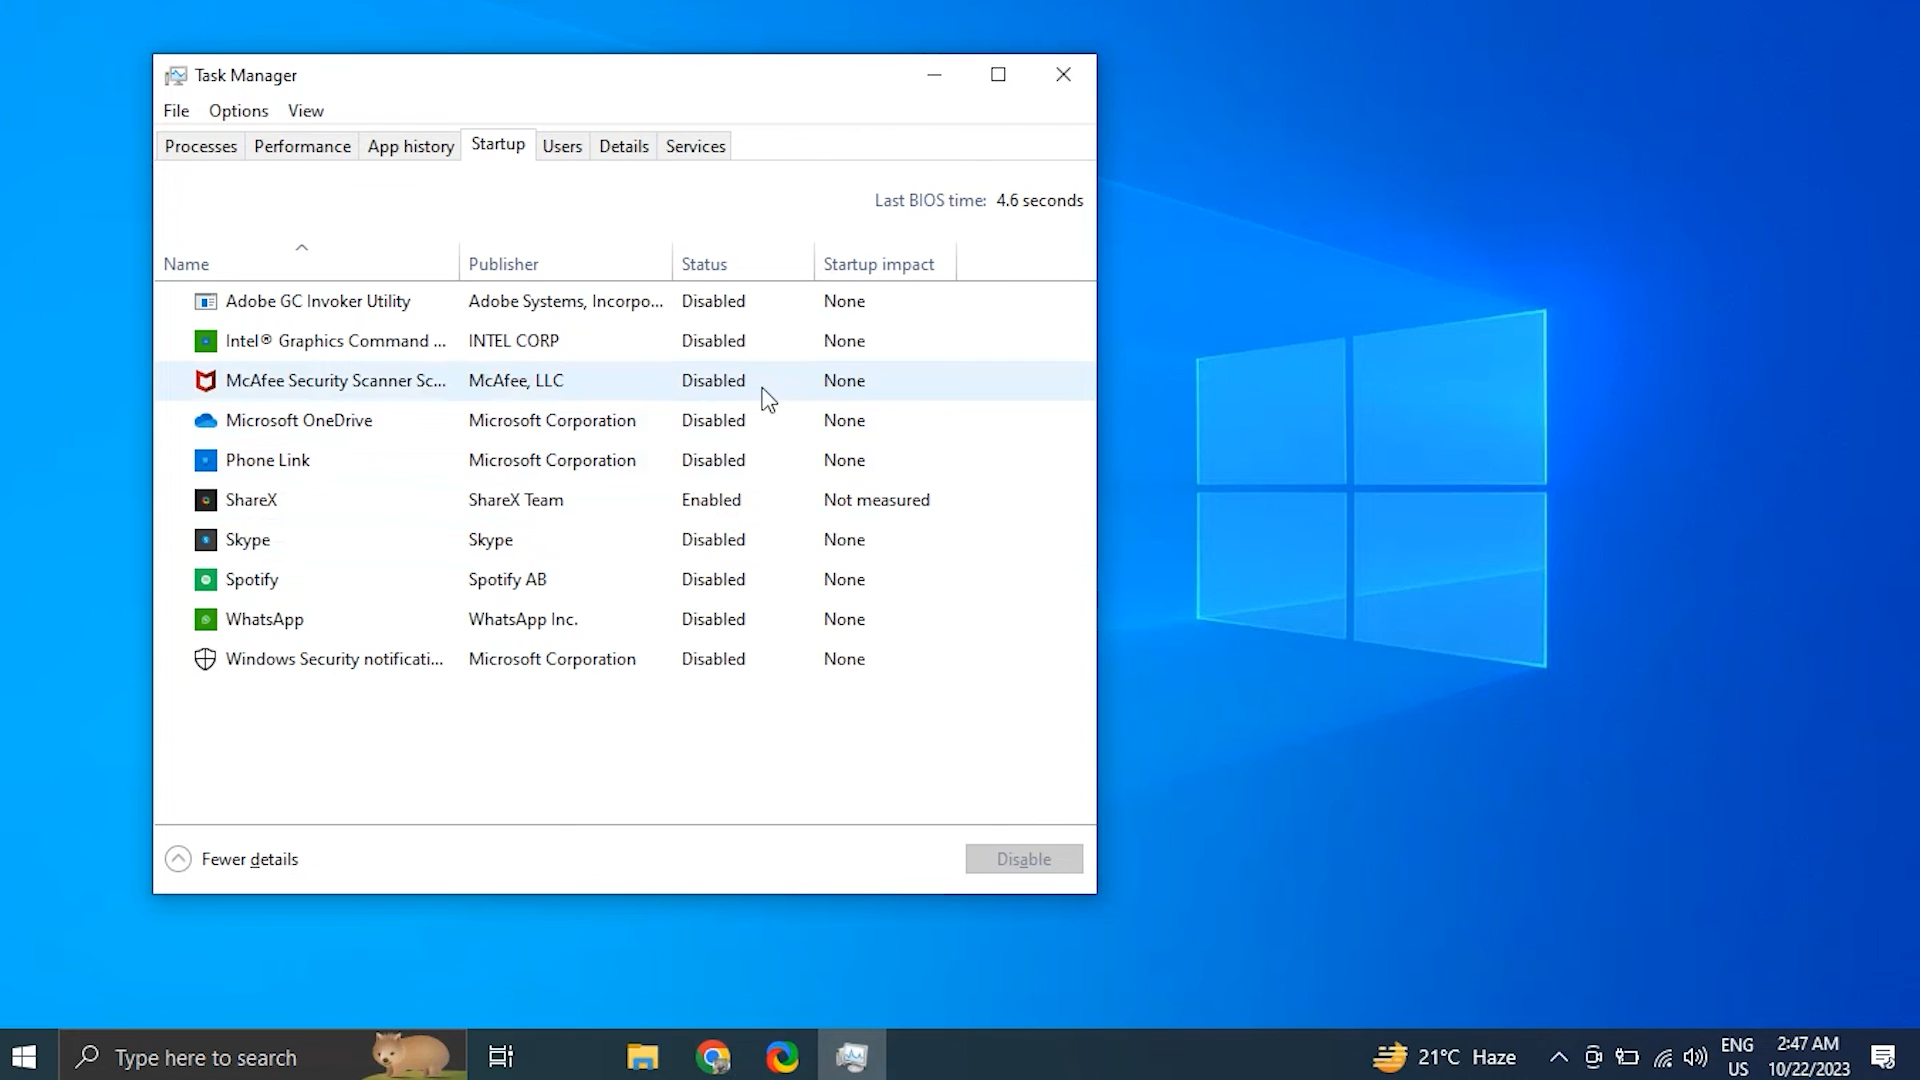 Task Manager
File Options View
Processes Performance App history Startup Users Details Services
Last BIOS time: 4.6 seconds
Name Publisher Status Startup impact
Adobe GC Invoker Utility Adobe Systems, Incorpo... Disabled None
Intel® Graphics Command ... INTEL CORP Disabled None
McAfee Security Scanner Sc... McAfee, LLC Disabled None
Microsoft OneDrive Microsoft Corporation Disabled None
Phone Link Microsoft Corporation Disabled None
ShareX ShareX Team Enabled Not measured
Skype Skype Disabled None
Spotify Spotify AB Disabled None
WhatsApp WhatsApp Inc. Disabled None
Windows Security notificati... Microsoft Corporation Disabled None
Fewer details Disable
Type here to search 21°C Haze ENG US 2:47 AM 10/22/2023